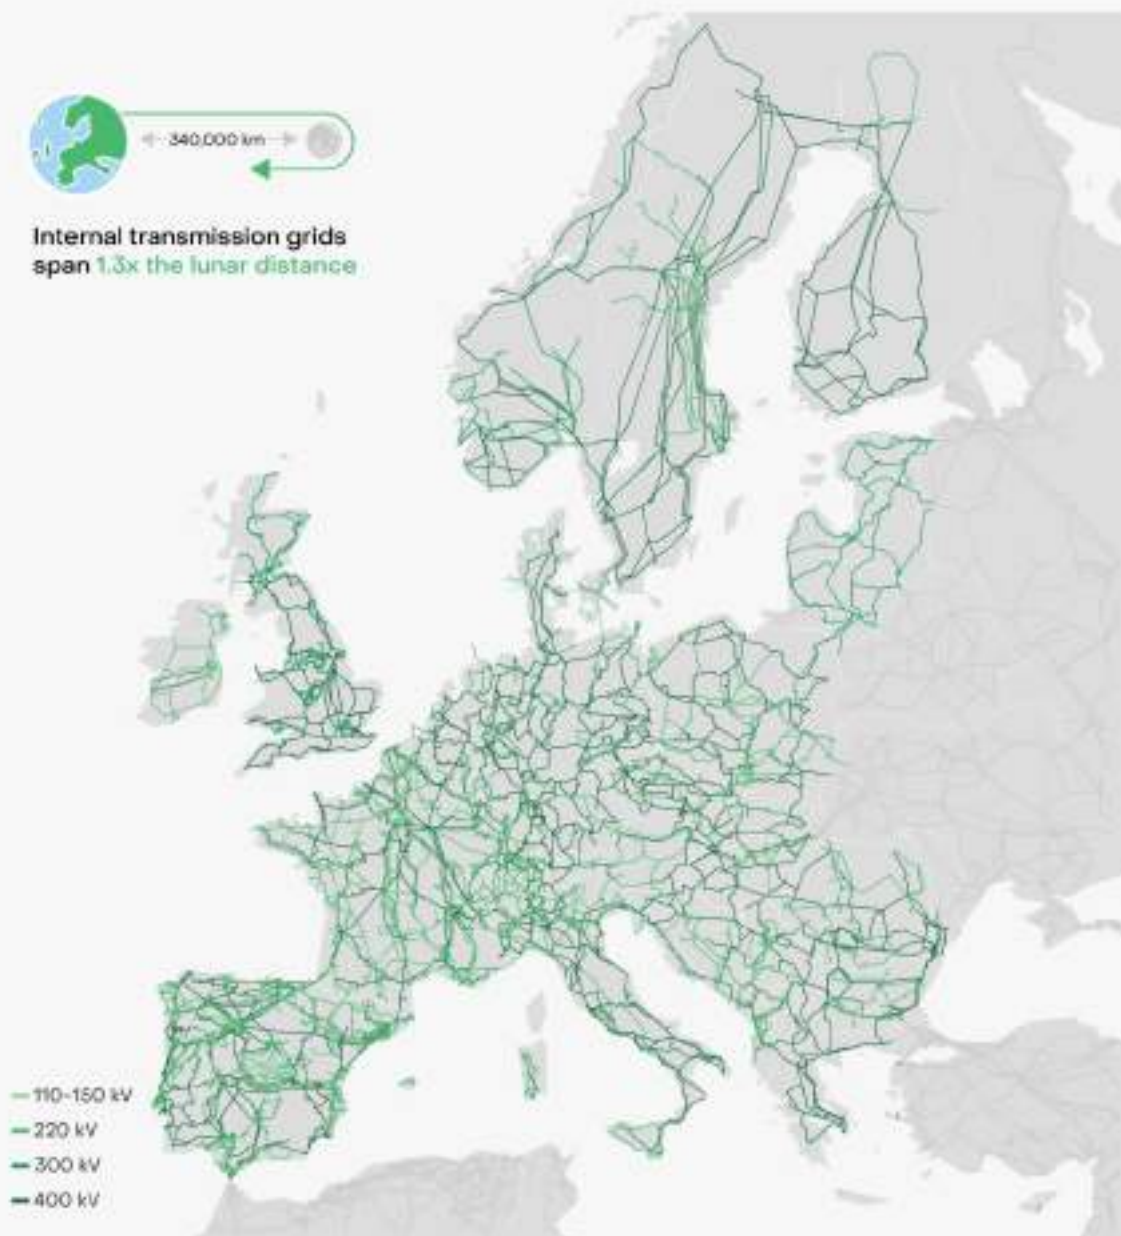 340,000 km
Internal transmission grids
span 1.3x the lunar distance
110-150 kV
220 kV
300 kV
400 kV